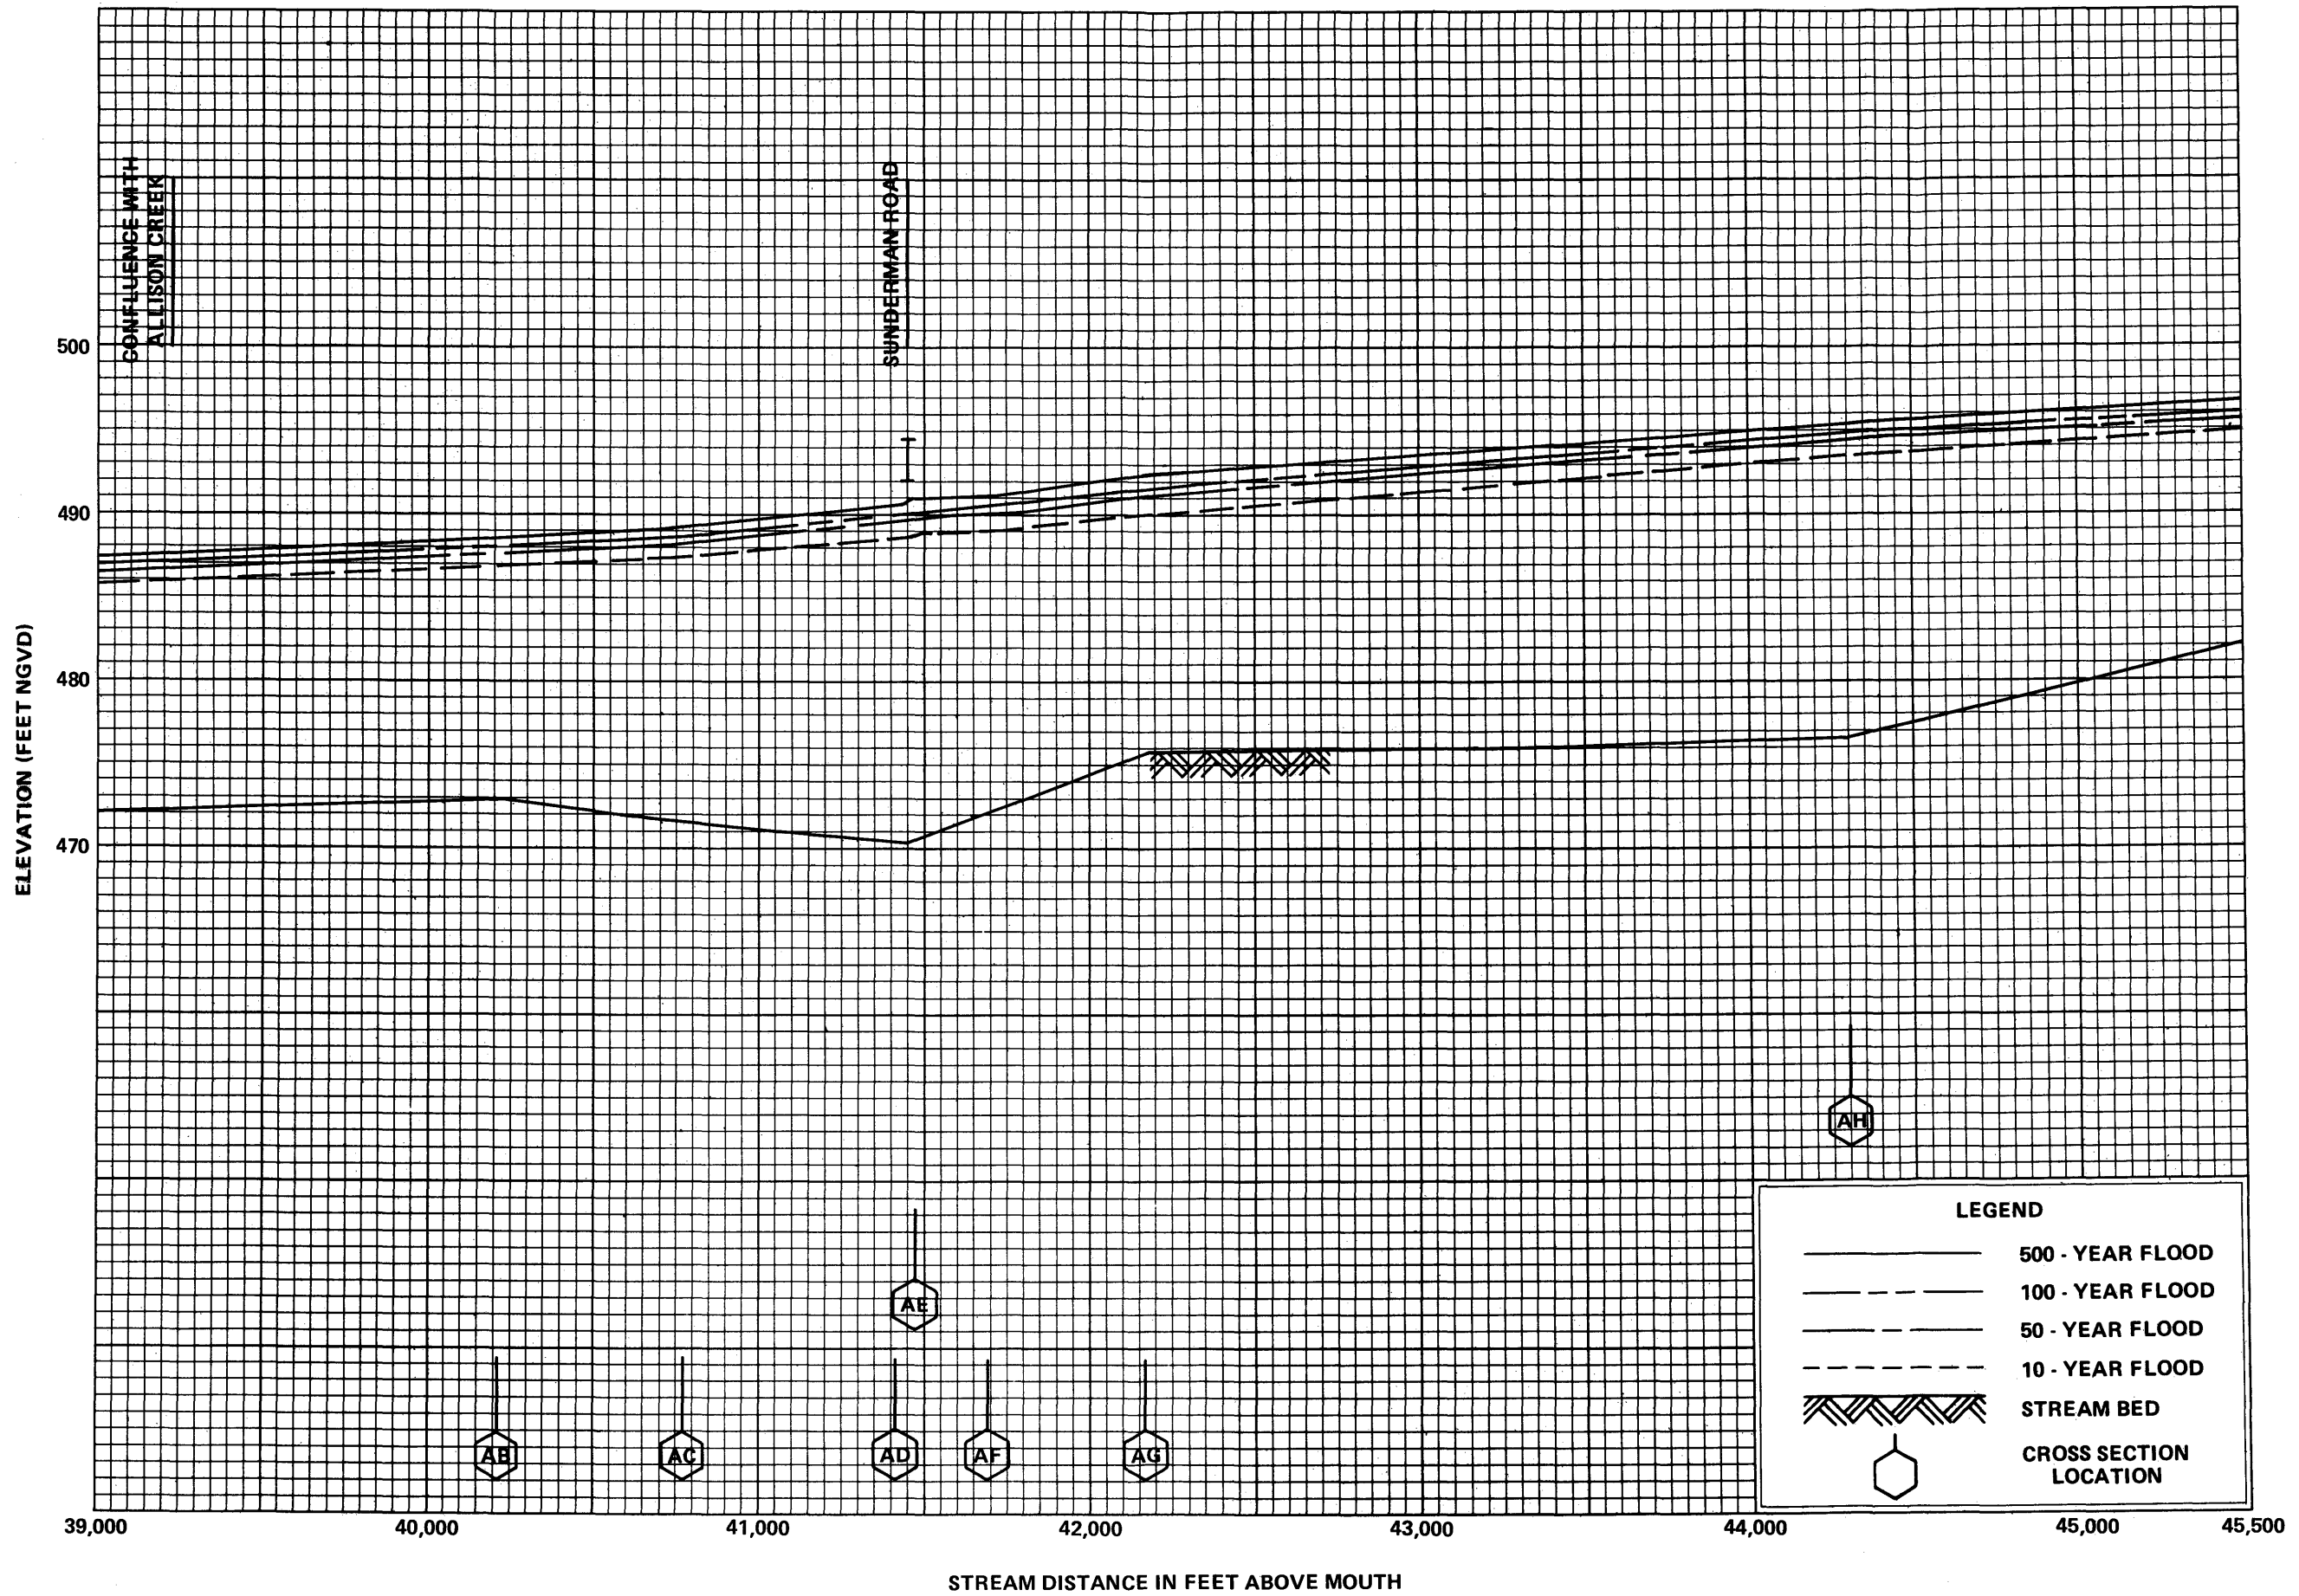 CONFLUENCE WITH
ALLISON CREEK
SUNDERMAN ROAD
500
490
480
470
ELEVATION (FEET NGVD)
AH
AE
AB
AC
AD
AF
AG
LEGEND
500 - YEAR FLOOD
100 - YEAR FLOOD
50 - YEAR FLOOD
10 - YEAR FLOOD
STREAM BED
CROSS SECTION
LOCATION
39,000
40,000
41,000
42,000
43,000
44,000
45,000
45,500
STREAM DISTANCE IN FEET ABOVE MOUTH